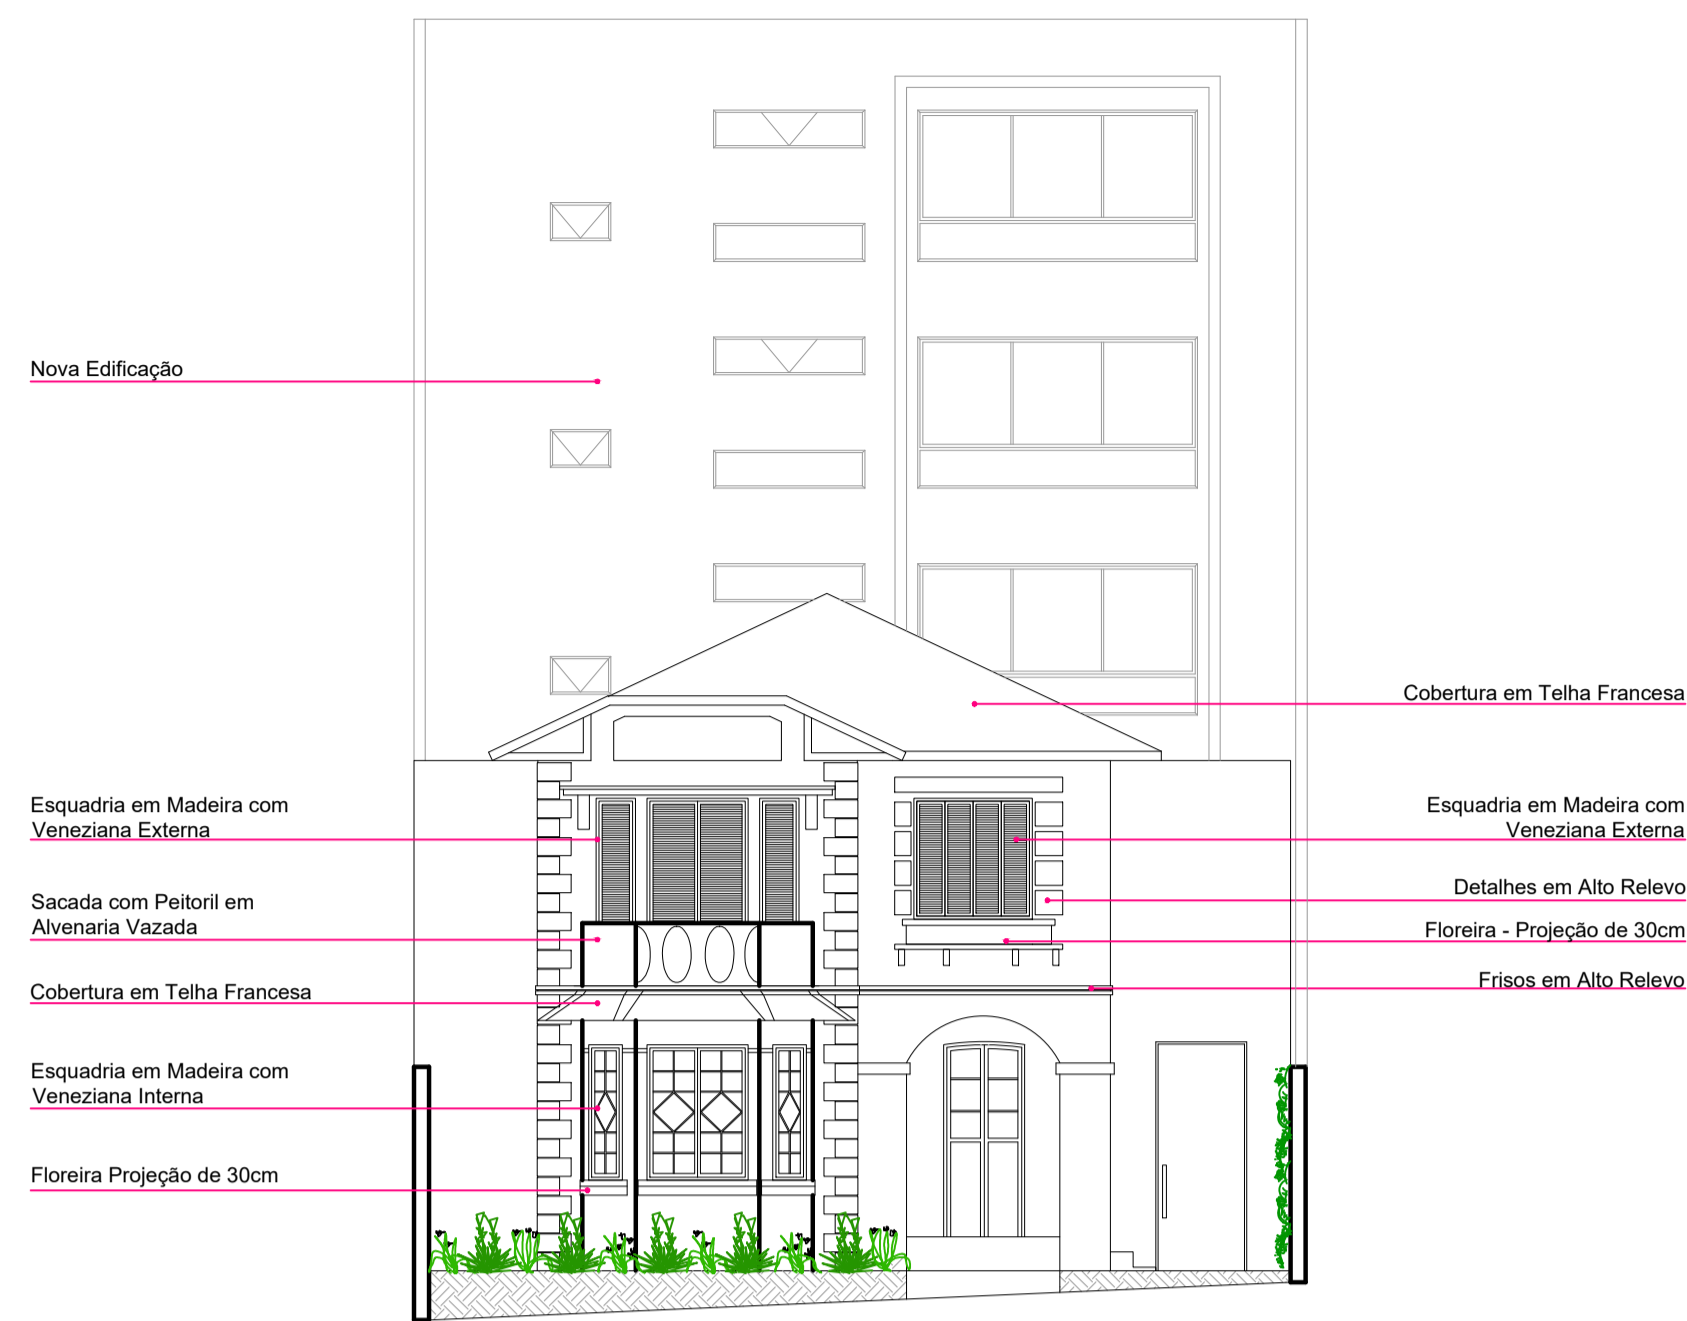 Nova Edificação
Cobertura em Telha Francesa
Esquadria em Madeira com
Veneziana Externa
Esquadria em Madeira com
Veneziana Externa
Detalhes em Alto Relevo
Sacada com Peitoril em
Alvenaria Vazada
Floreira - Projeção de 30cm
Frisos em Alto Relevo
Cobertura em Telha Francesa
Esquadria em Madeira com
Veneziana Interna
Floreira Projeção de 30cm